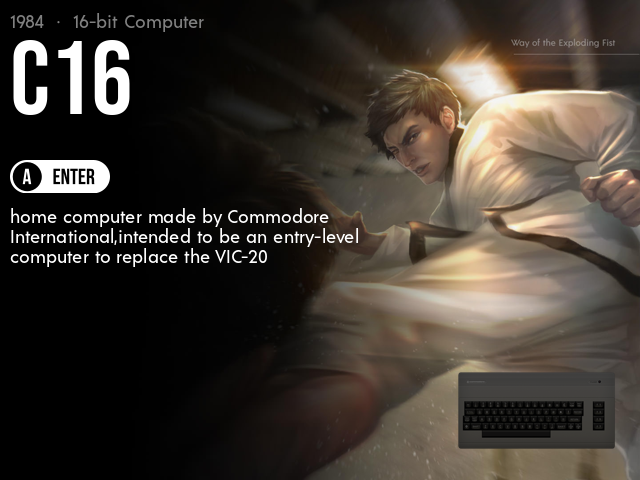 1984 · 16-bit Computer
C16
Way of the Exploding Fist
A ENTER
home computer made by Commodore
International,intended to be an entry-level
computer to replace the VIC-20